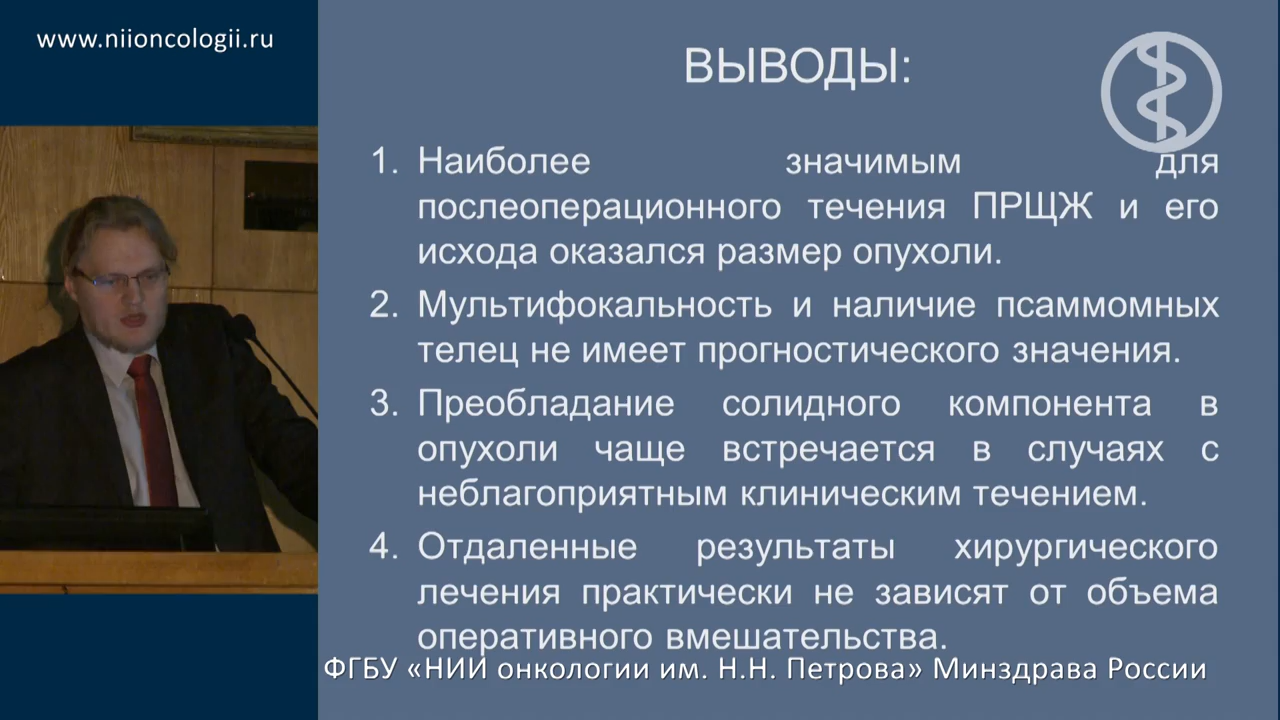 www.niioncologii.ru
ВЫВОДЫ:
1. Наиболее значимым для
послеоперационного течения ПРЩЖ и его
исхода оказался размер опухоли.
2. Мультифокальность и наличие псаммомных
телец не имеет прогностического значения.
3. Преобладание солидного компонента в
опухоли чаще встречается в случаях с
неблагоприятным клиническим течением.
4. Отдаленные результаты хирургического
лечения практически не зависят от объема
оперативного вмешательства.
ФГБУ «НИИ онкологии им. Н.Н. Петрова» Минздрава России